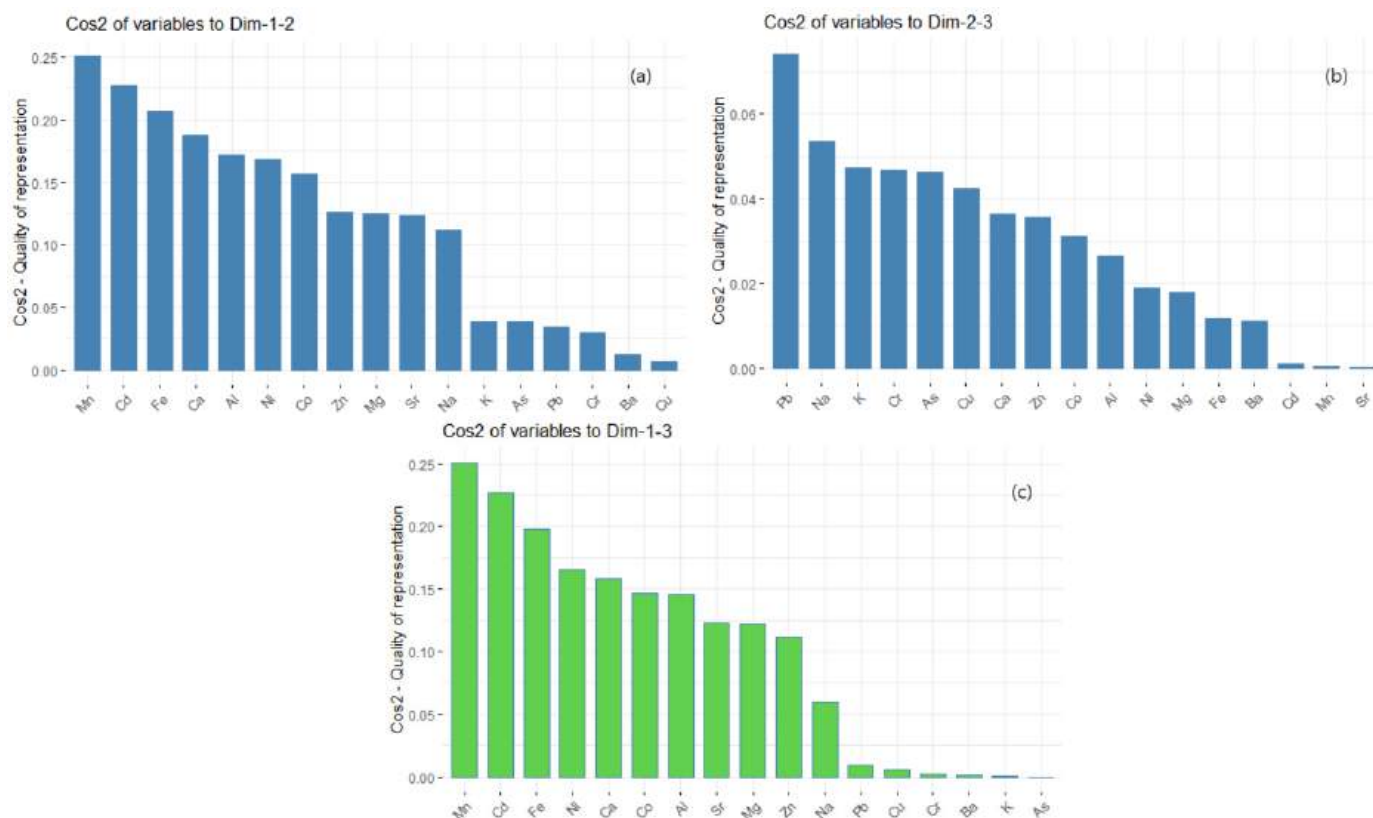 Cos2 of variables to Dim-1-2
(a)
Cos2 - Quality of representation
0.25
0.20
0.15
0.10
0.05
0.00
Mn Cd Fe Ca Al Ni Co Zn Mg Sr Na K As Pb Cr Ba Cu
Cos2 of variables to Dim-2-3
(b)
Cos2 - Quality of representation
0.06
0.04
0.02
0.00
Pb Na K Cr As Cu Ca Zn Co Al Ni Mg Fe Ba Cd Mn Sr
Cos2 of variables to Dim-1-3
(c)
Cos2 - Quality of representation
0.25
0.20
0.15
0.10
0.05
0.00
Mn Cd Fe Ni Ca Co Al Sr Mg Zn Na Pb Cu Cr Ba K As